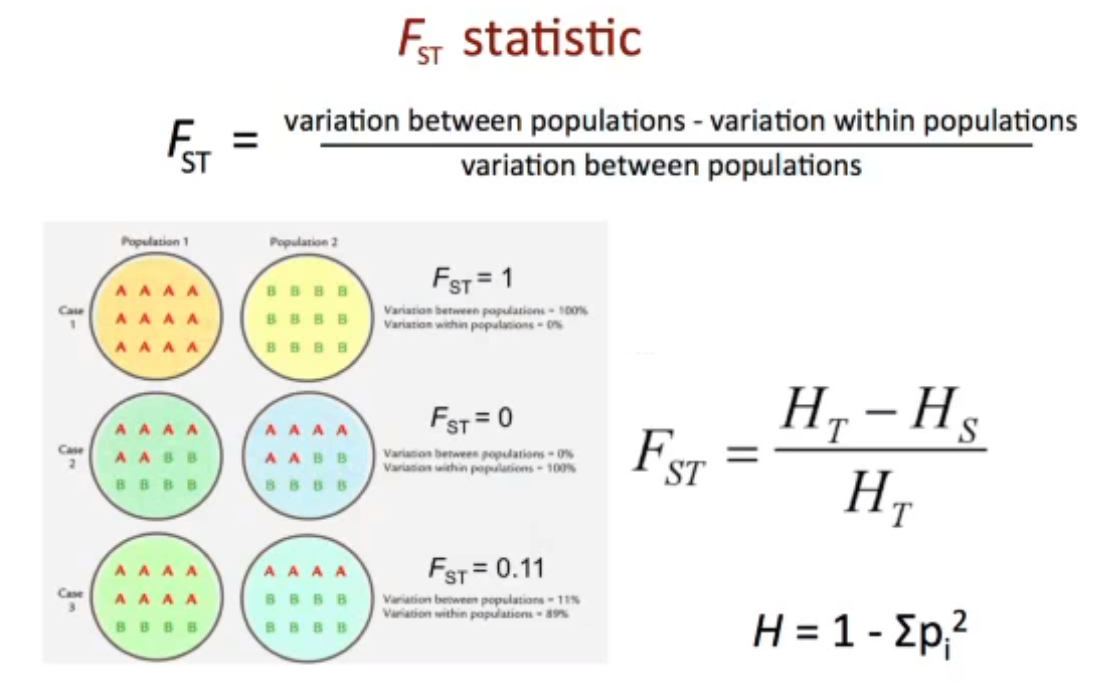 FST statistic
FST = variation between populations - variation within populations
variation between populations
Population 1 Population 2
Case 1
A A A A
A A A A
A A A A
B B B B
B B B B
B B B B
FST = 1
Variation between populations = 100%
Variation within populations = 0%
Case 2
A A A A
A A B B
B B B B
A A A A
A A B B
B B B B
FST = 0
Variation between populations = 0%
Variation within populations = 100%
Case 3
A A A A
A A A A
B B B B
A A A A
B B B B
B B B B
FST = 0.11
Variation between populations = 11%
Variation within populations = 89%
FST = HT − HS
HT
H = 1 - Σpi²